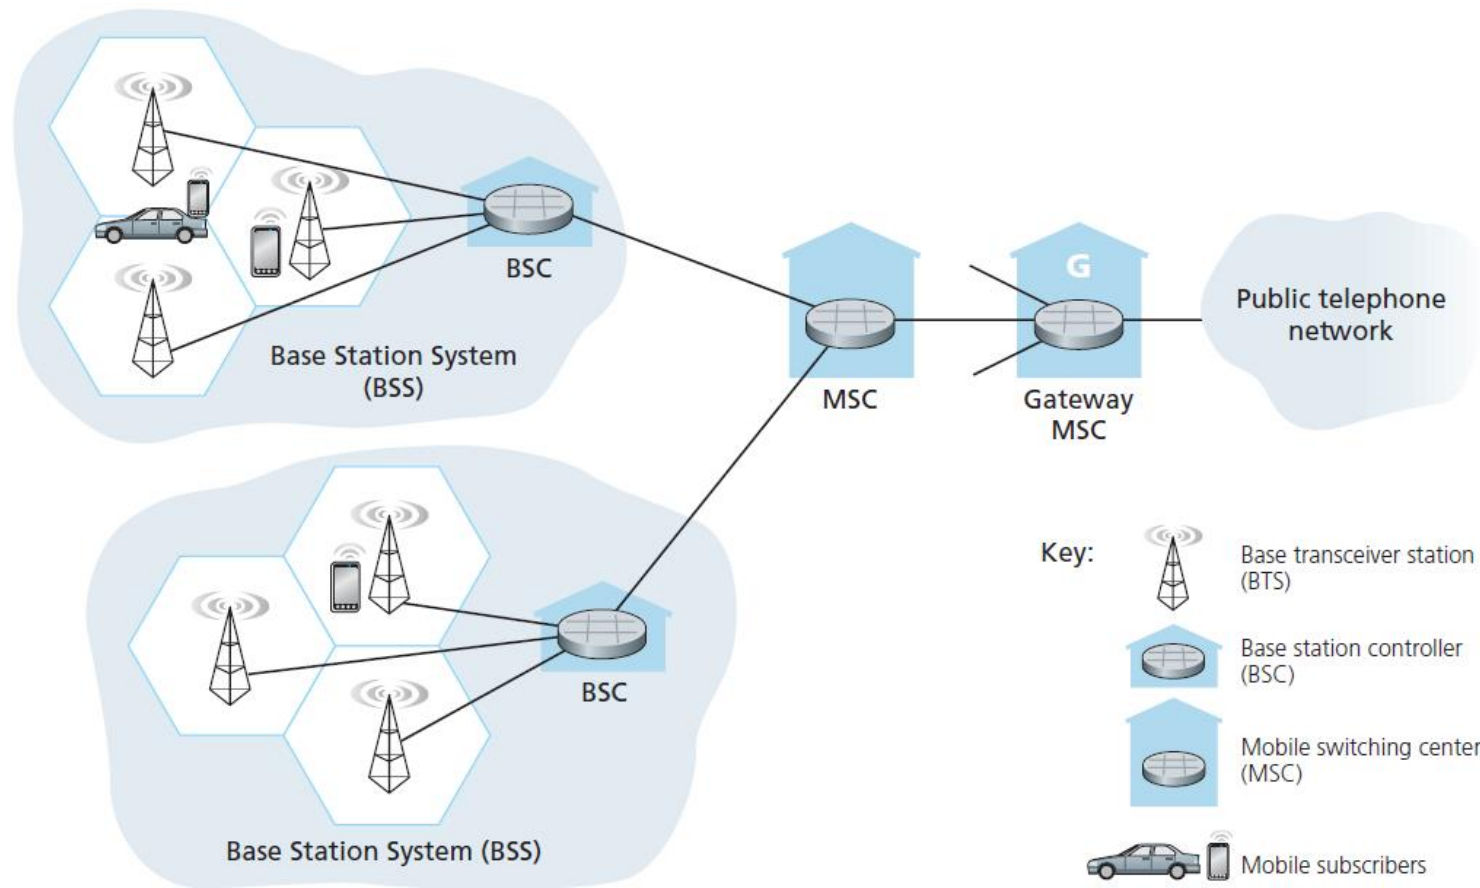 BSC
Base Station System
(BSS)
MSC
G
Gateway
MSC
Public telephone
network
BSC
Base Station System (BSS)
Key:
Base transceiver station
(BTS)
Base station controller
(BSC)
Mobile switching center
(MSC)
Mobile subscribers